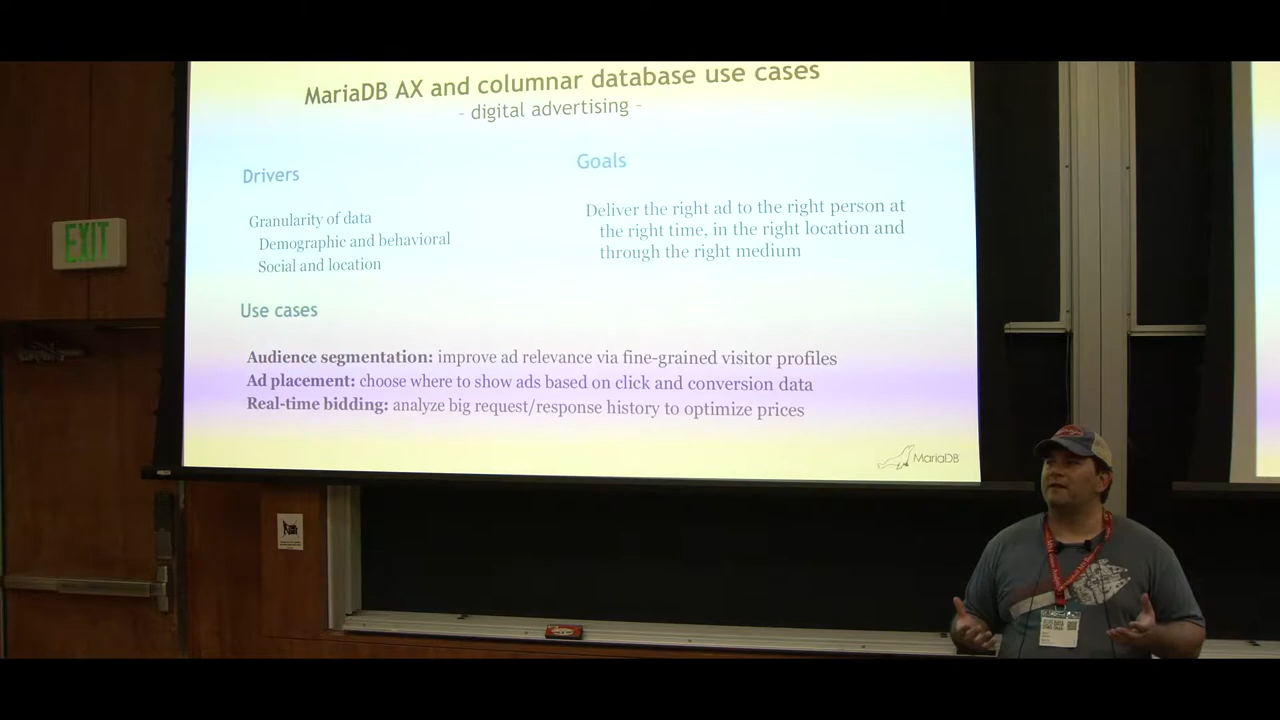 MariaDB AX and columnar database use cases
- digital advertising -
Drivers
Granularity of data
Demographic and behavioral
Social and location
Goals
Deliver the right ad to the right person at
the right time, in the right location and
through the right medium
Use cases
Audience segmentation: improve ad relevance via fine-grained visitor profiles
Ad placement: choose where to show ads based on click and conversion data
Real-time bidding: analyze big request/response history to optimize prices
MariaDB
EXIT